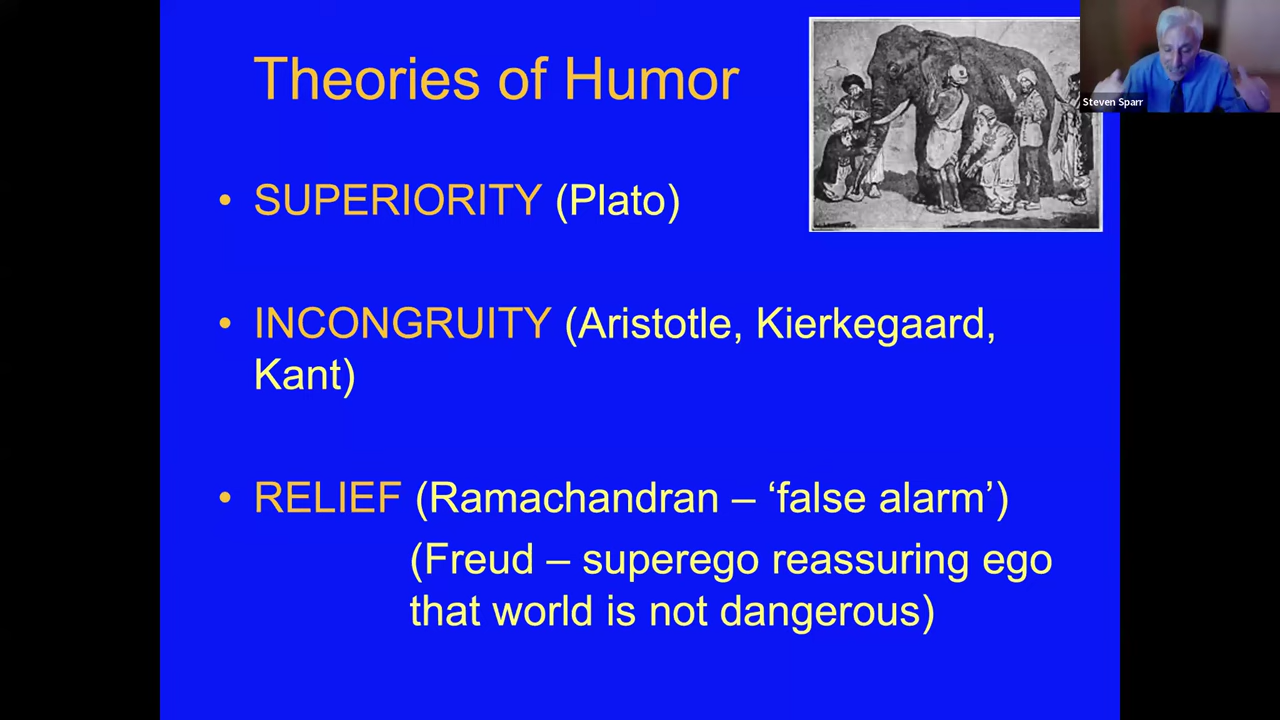 Theories of Humor
Steven Sparr
• SUPERIORITY (Plato)
• INCONGRUITY (Aristotle, Kierkegaard,
Kant)
• RELIEF (Ramachandran – ‘false alarm’)
(Freud – superego reassuring ego
that world is not dangerous)